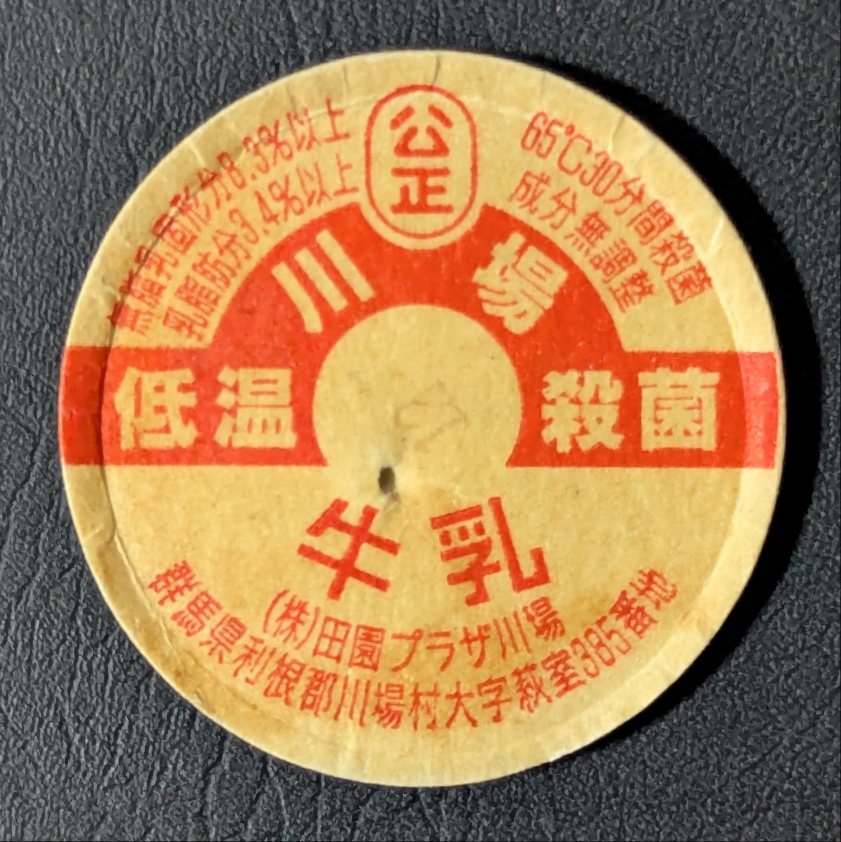 公正
無脂乳固形分8.3%以上
乳脂肪分3.4%以上
65℃30分間殺菌
成分無調整
川場
低温殺菌
牛乳
(株)田園プラザ川場
群馬県利根郡川場村大字萩室385番地